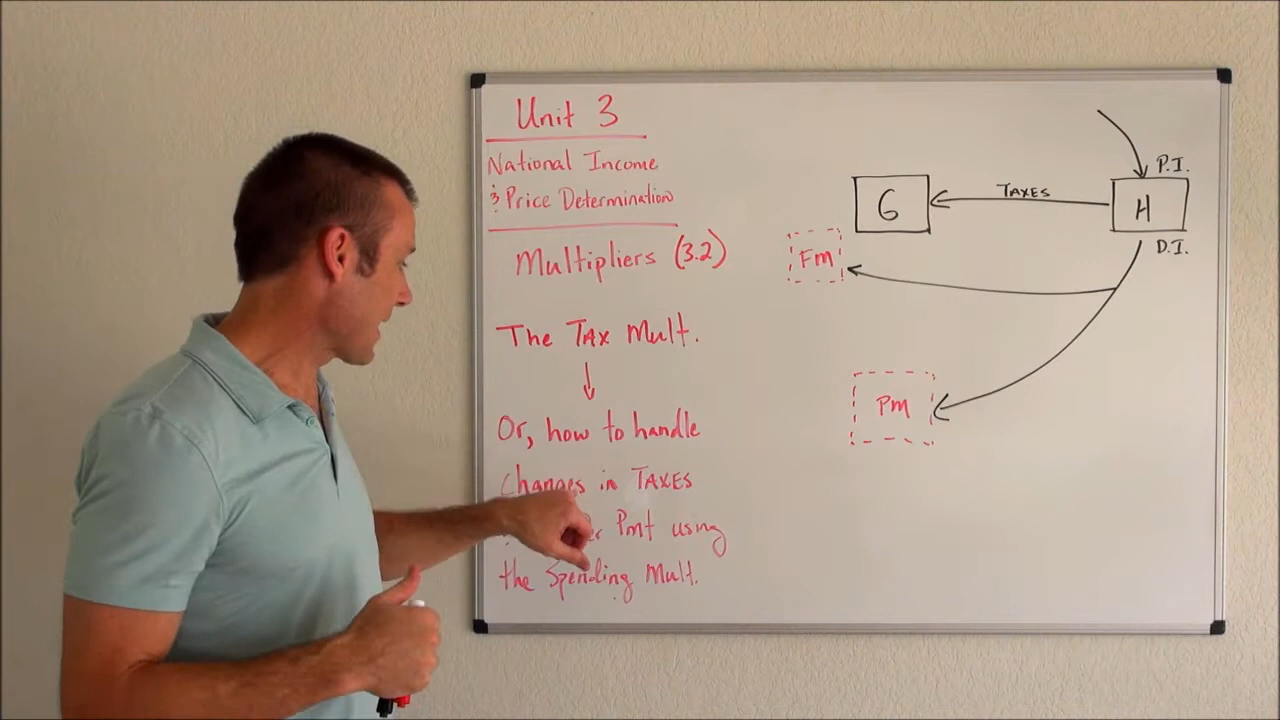 Unit 3
National Income
& Price Determination
Multipliers (3.2)
The Tax Mult.
Or, how to handle
changes in TAXES
Pmt using
the Spending Mult.
P.I.
G
TAXES
H
D.I.
Fm
Pm